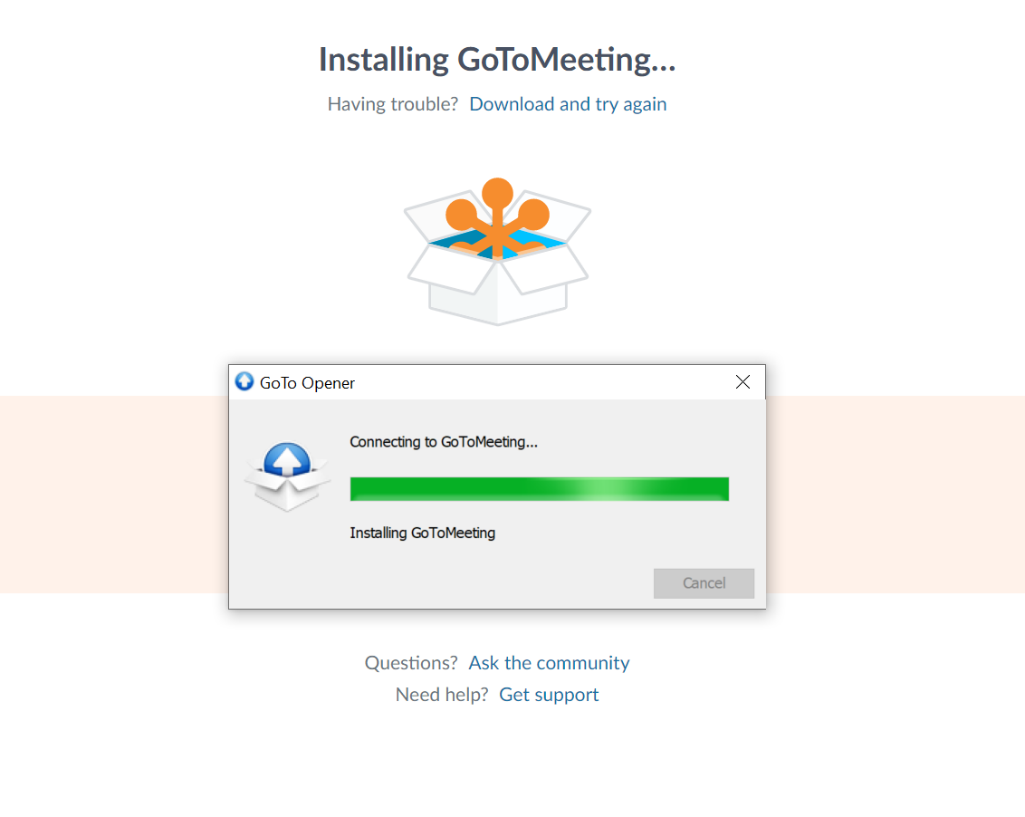 Installing GoToMeeting...
Having trouble? Download and try again
GoTo Opener
Connecting to GoToMeeting...
Installing GoToMeeting
Cancel
Questions? Ask the community
Need help? Get support